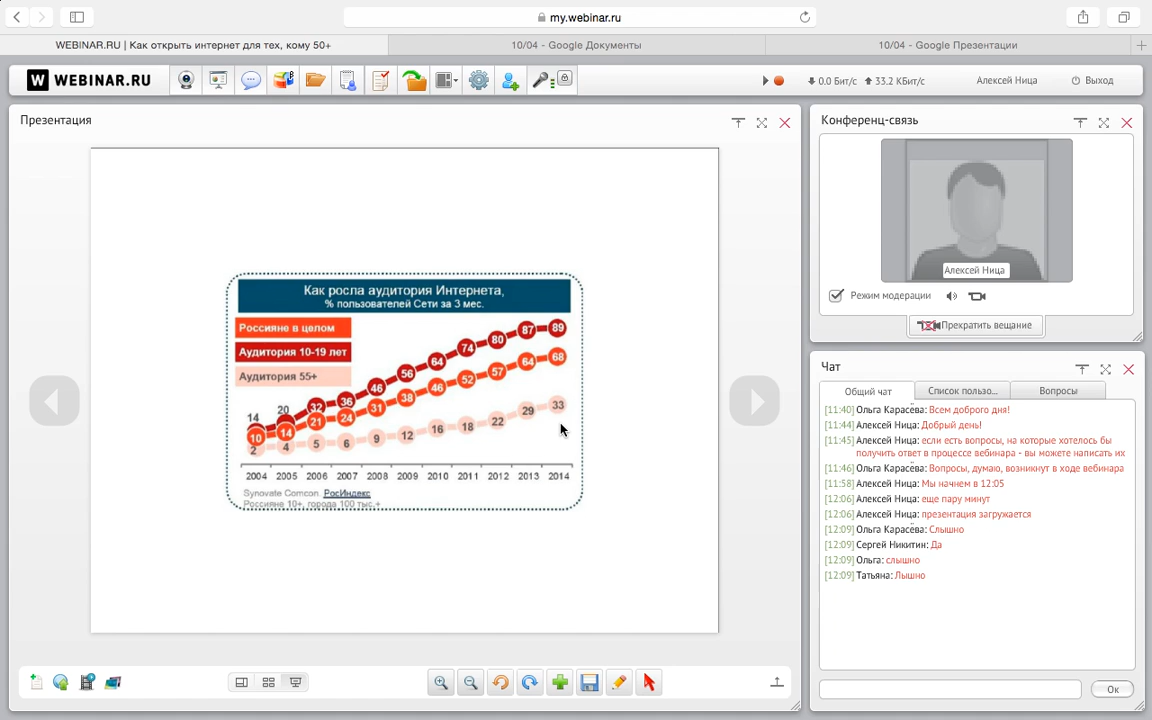 my.webinar.ru
WEBINAR.RU | Как открыть интернет для тех, кому 50+
10/04 - Google Документы
10/04 - Google Презентации
W WEBINAR.RU
0.0 Бит/с
33.2 КБит/с
Алексей Ница
Выход
Презентация
Как росла аудитория Интернета,
% пользователей Сети за 3 мес.
Россияне в целом
Аудитория 10-19 лет
Аудитория 55+
14 20 32 36 46 56 64 74 80 87 89
10 14 21 24 31 38 46 52 57 64 68
2 4 5 6 9 12 16 18 22 29 33
2004 2005 2006 2007 2008 2009 2010 2011 2012 2013 2014
Synovate Comcon, РосИндекс
Россияне 10+, города 100 тыс.+
Конференц-связь
Алексей Ница
Режим модерации
Прекратить вещание
Чат
Общий чат
Список пользо...
Вопросы
[11:40] Ольга Карасёва: Всем доброго дня!
[11:44] Алексей Ница: Добрый день!
[11:45] Алексей Ница: если есть вопросы, на которые хотелось бы
получить ответ в процессе вебинара - вы можете написать их
[11:46] Ольга Карасёва: Вопросы, думаю, возникнут в ходе вебинара
[11:58] Алексей Ница: Мы начнем в 12:05
[12:06] Алексей Ница: еще пару минут
[12:06] Алексей Ница: презентация загружается
[12:09] Ольга Карасёва: Слышно
[12:09] Сергей Никитин: Да
[12:09] Ольга: слышно
[12:09] Татьяна: Лышно
Ок